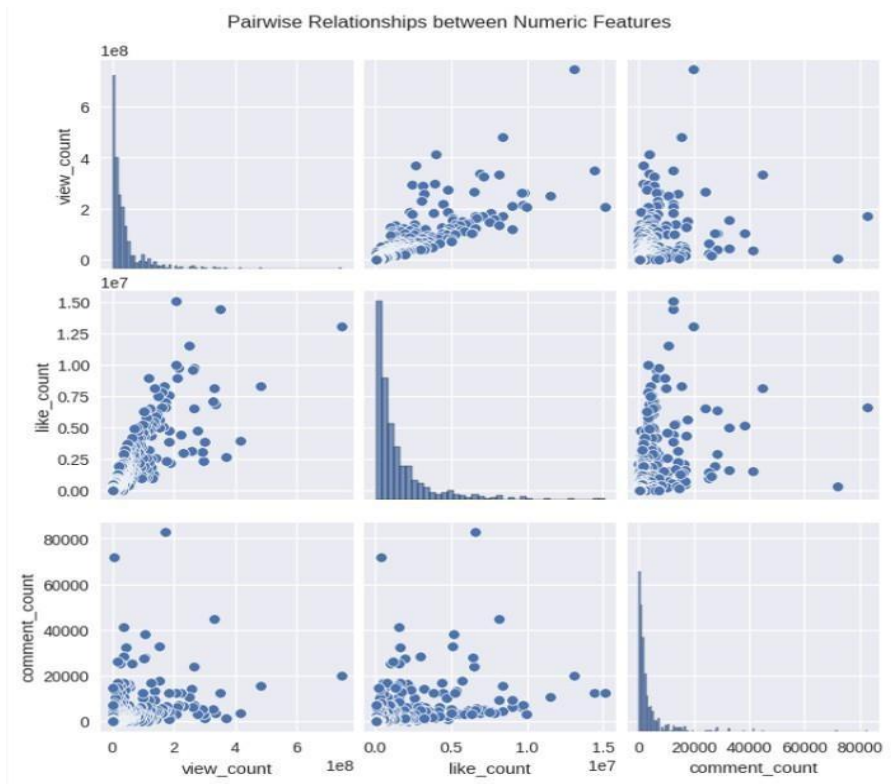 Pairwise Relationships between Numeric Features
1e8
view_count
6
4
2
0
1e7
like_count
1.50
1.25
1.00
0.75
0.50
0.25
0.00
comment_count
80000
60000
40000
20000
0
0 2 4 6 0.0 0.5 1.0 1.5 0 20000 40000 60000 80000
view_count 1e8 like_count 1e7 comment_count